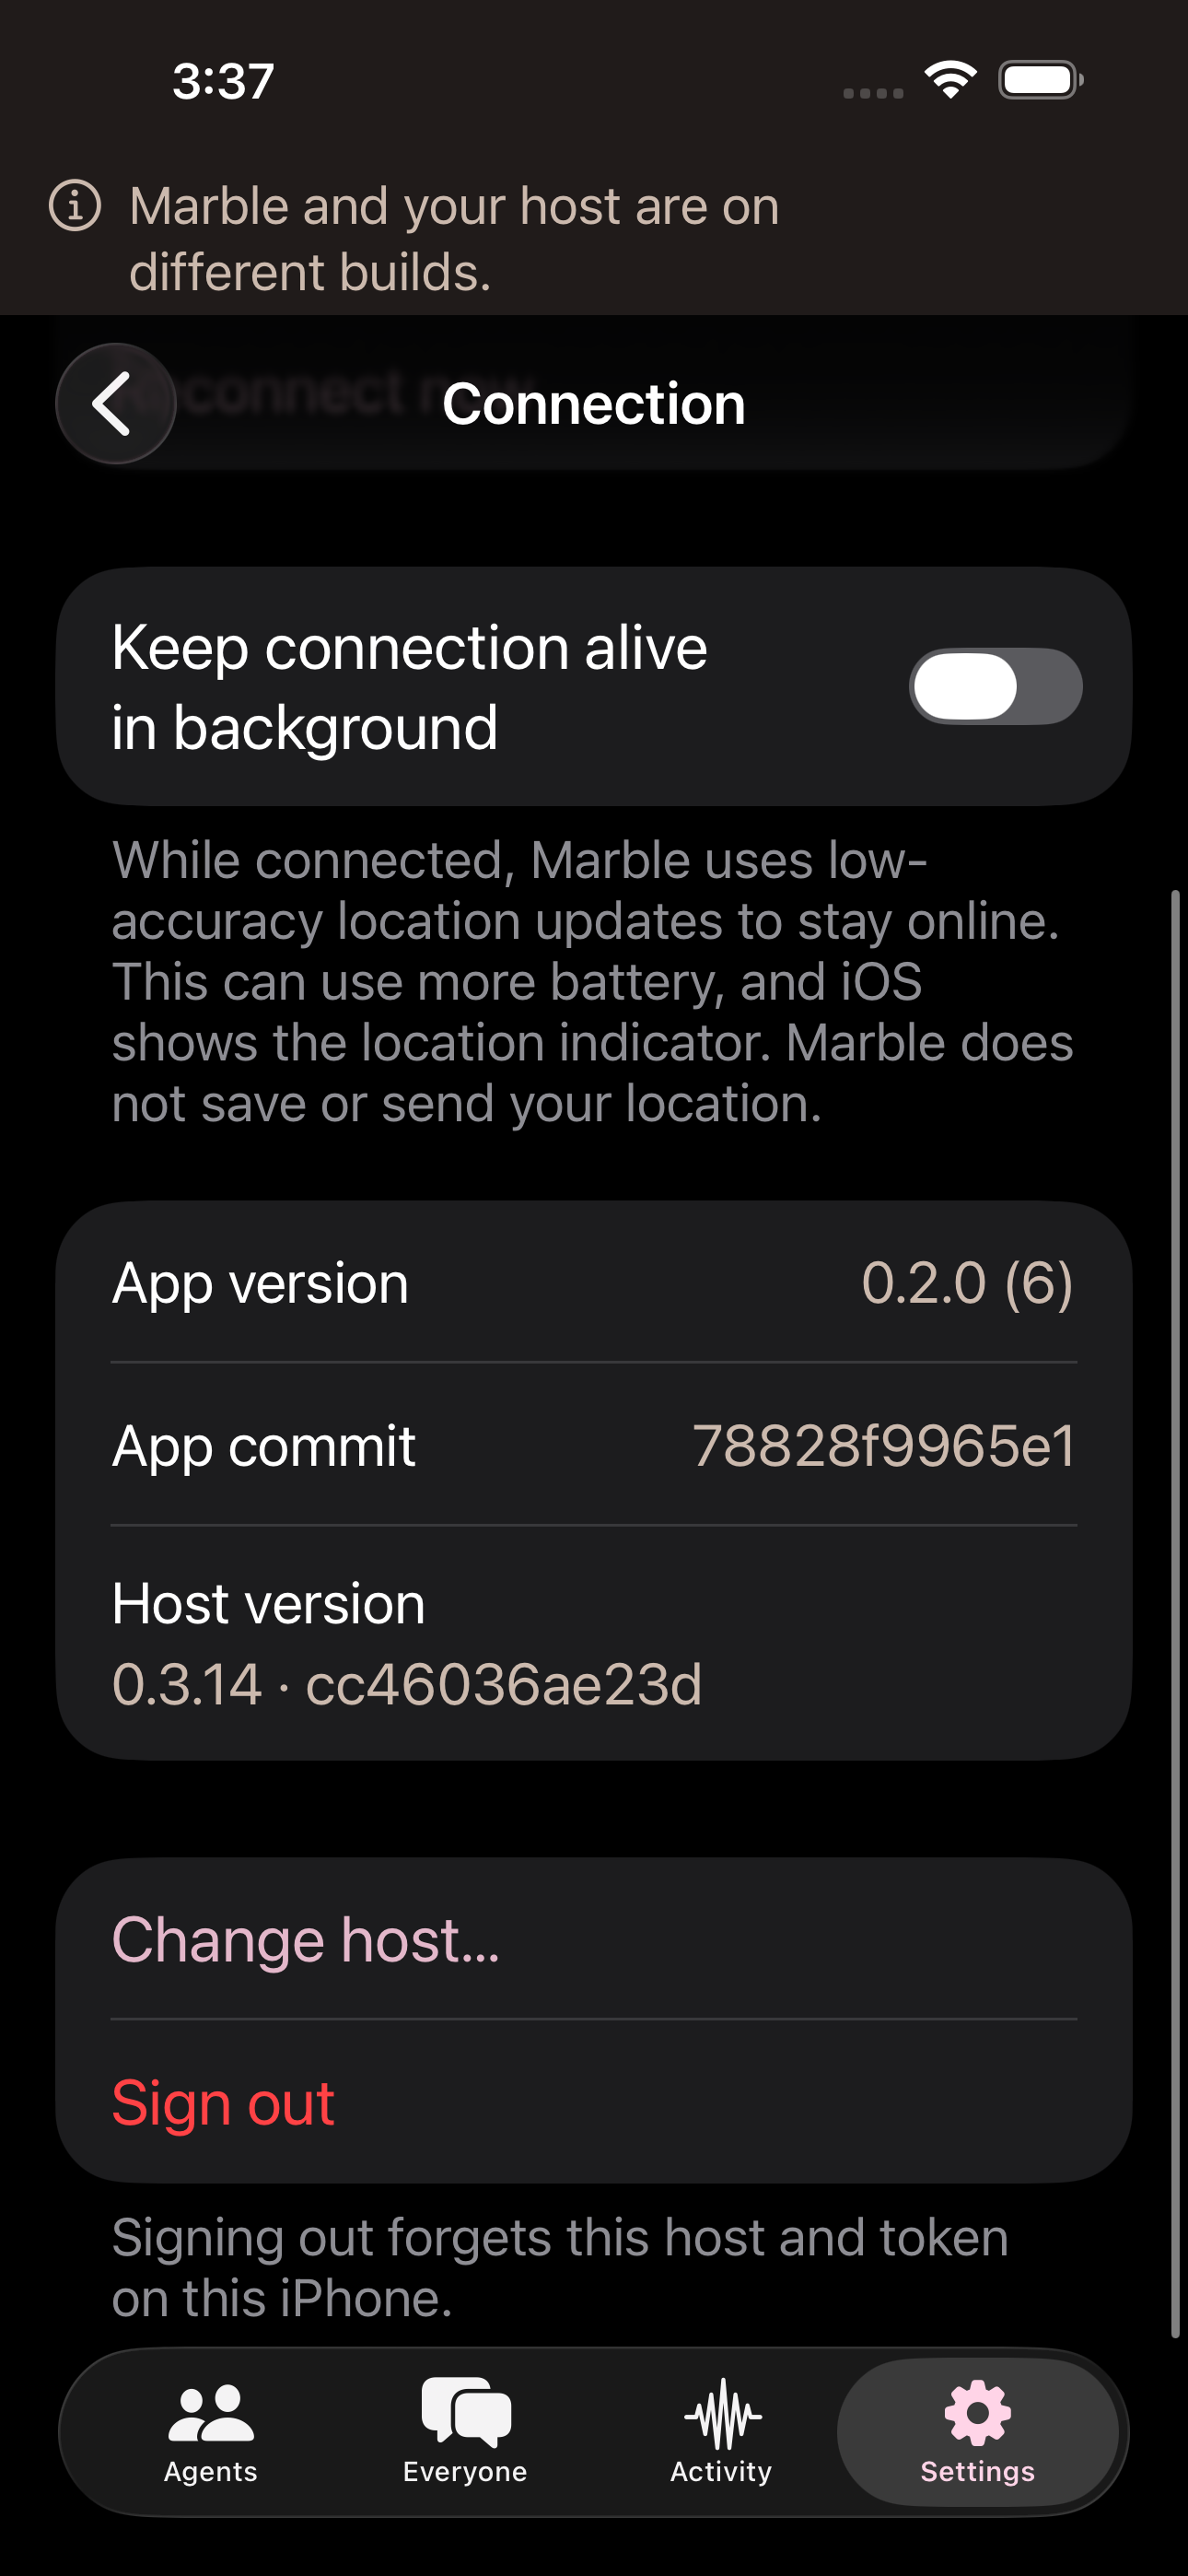 3:37
Marble and your host are on
different builds.
Connection
Keep connection alive
in background
While connected, Marble uses low-
accuracy location updates to stay online.
This can use more battery, and iOS
shows the location indicator. Marble does
not save or send your location.
App version 0.2.0 (6)
App commit 78828f9965e1
Host version
0.3.14 · cc46036ae23d
Change host...
Sign out
Signing out forgets this host and token
on this iPhone.
Agents Everyone Activity Settings